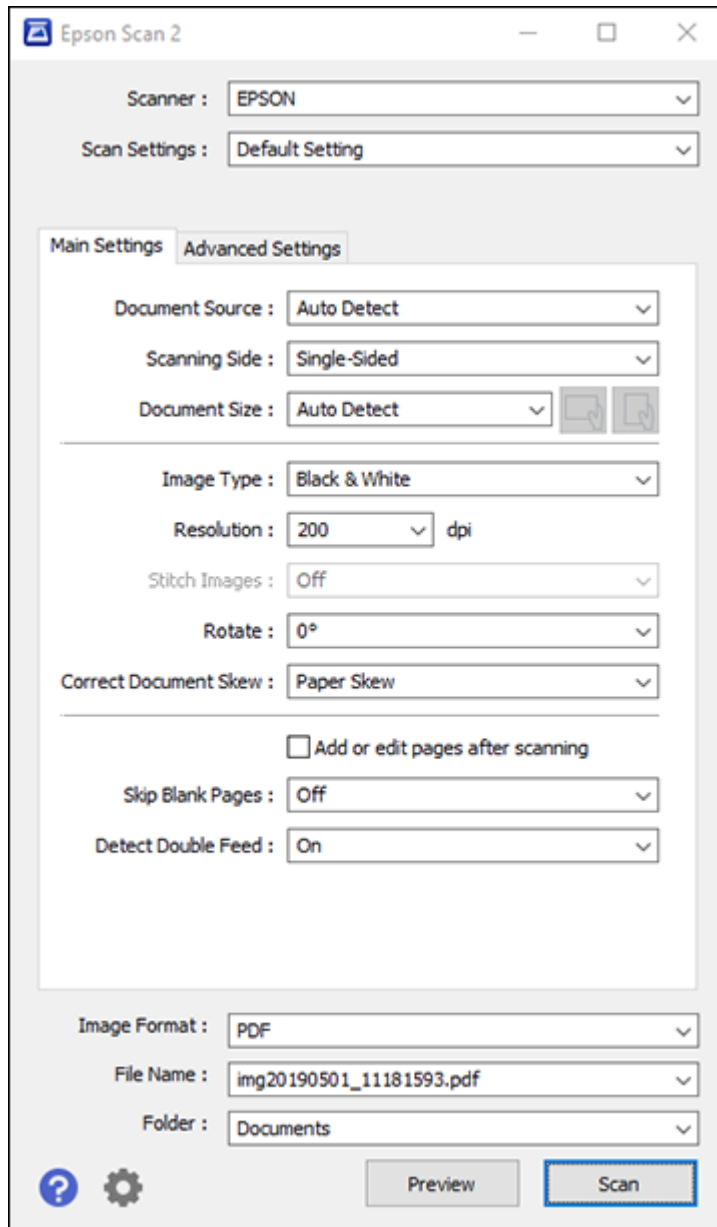 Epson Scan 2
Scanner : EPSON
Scan Settings : Default Setting
Main Settings Advanced Settings
Document Source : Auto Detect
Scanning Side : Single-Sided
Document Size : Auto Detect
Image Type : Black & White
Resolution : 200 dpi
Stitch Images : Off
Rotate : 0°
Correct Document Skew : Paper Skew
Add or edit pages after scanning
Skip Blank Pages : Off
Detect Double Feed : On
Image Format : PDF
File Name : img20190501_11181593.pdf
Folder : Documents
? Preview Scan